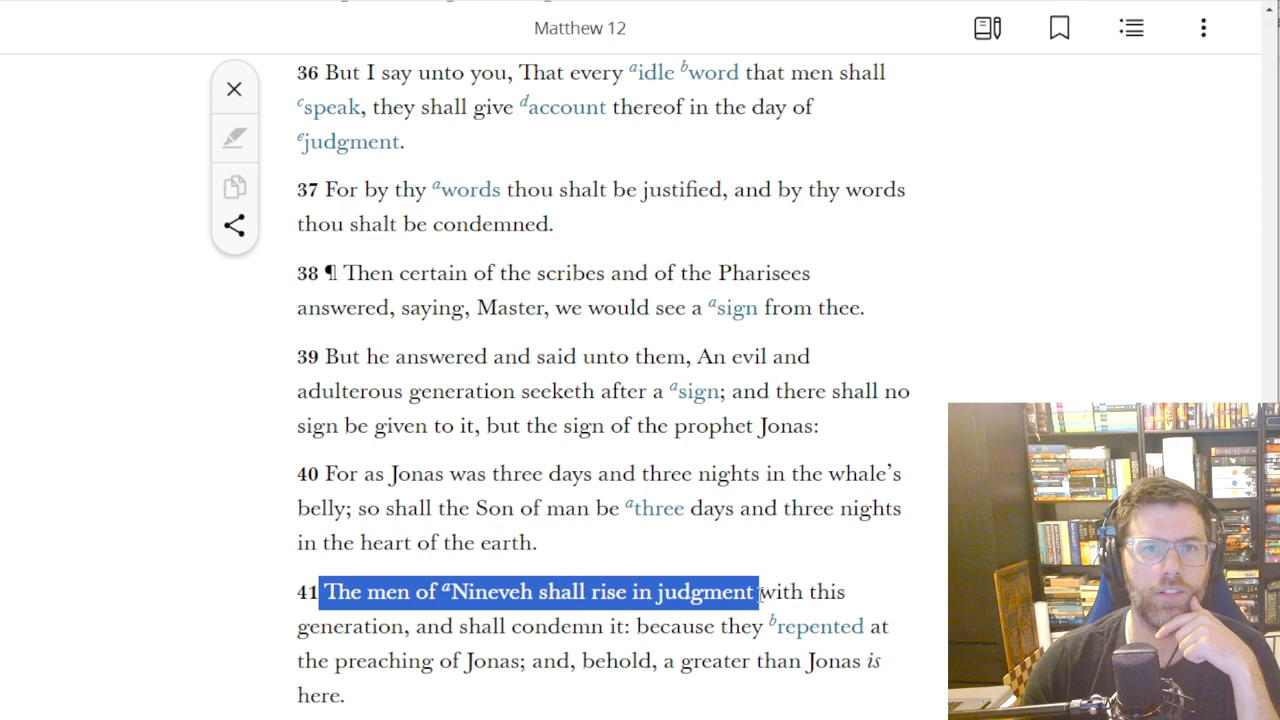 Matthew 12
36 But I say unto you, That every ᵃidle ᵇword that men shall
ᶜspeak, they shall give ᵈaccount thereof in the day of
ᵉjudgment.
37 For by thy ᵃwords thou shalt be justified, and by thy words
thou shalt be condemned.
38 ¶ Then certain of the scribes and of the Pharisees
answered, saying, Master, we would see a ᵃsign from thee.
39 But he answered and said unto them, An evil and
adulterous generation seeketh after a ᵃsign; and there shall no
sign be given to it, but the sign of the prophet Jonas:
40 For as Jonas was three days and three nights in the whale’s
belly; so shall the Son of man be ᵃthree days and three nights
in the heart of the earth.
41 The men of ᵃNineveh shall rise in judgment with this
generation, and shall condemn it: because they ᵇrepented at
the preaching of Jonas; and, behold, a greater than Jonas is
here.